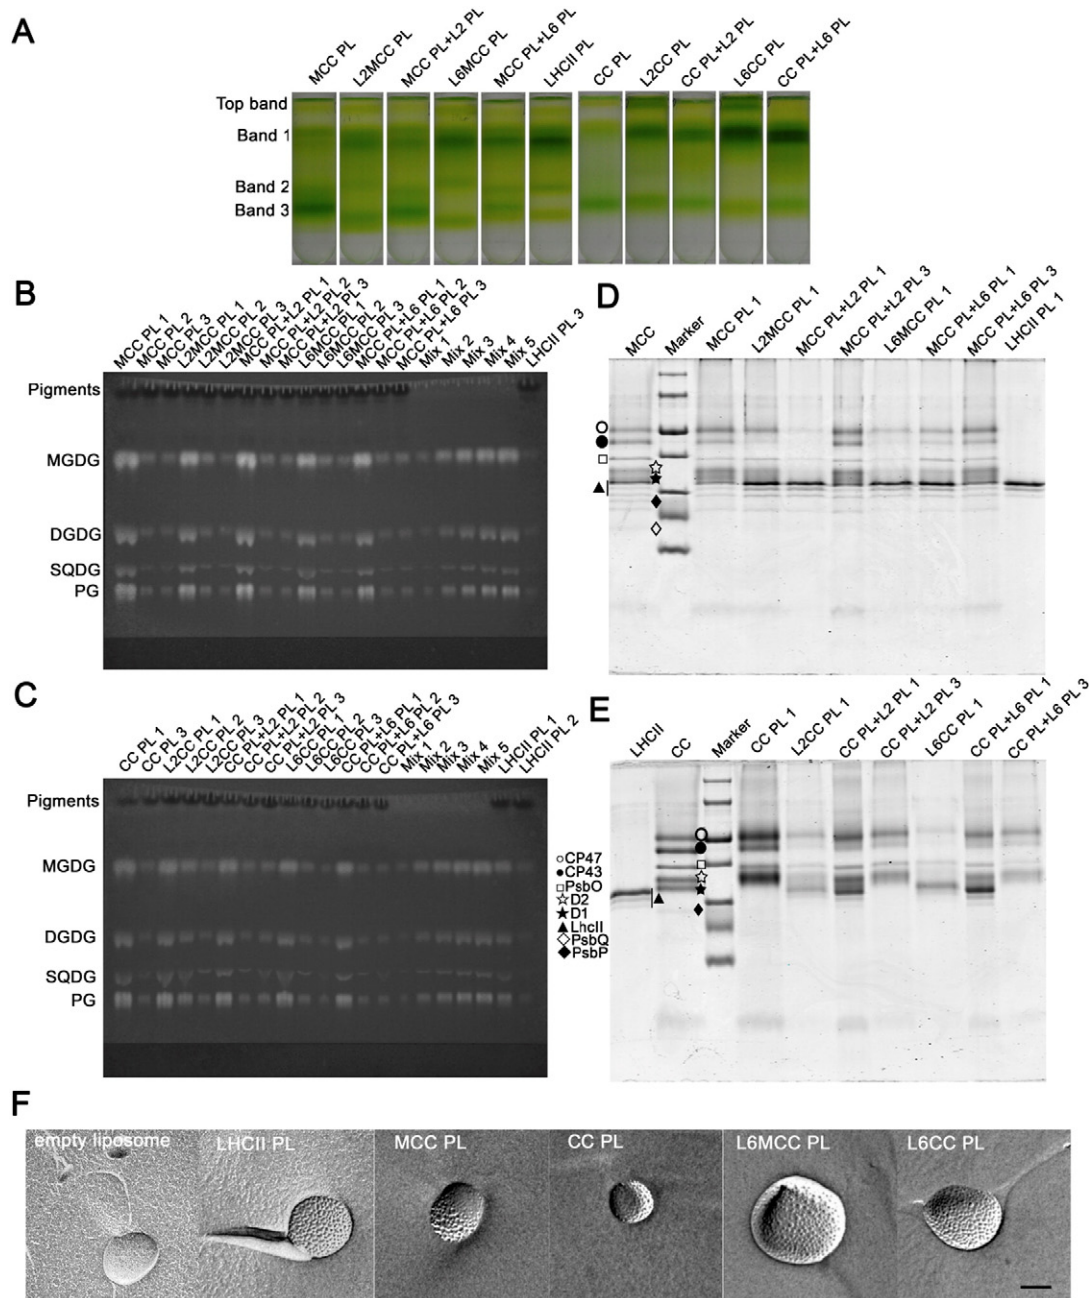 A
MCC PL
L2MCC PL
MCC PL+L2 PL
L6MCC PL
MCC PL+L6 PL
LHCII PL
CC PL
L2CC PL
CC PL+L2 PL
L6CC PL
CC PL+L6 PL
Top band
Band 1
Band 2
Band 3
B
MCC PL 1
MCC PL 2
MCC PL 3
L2MCC PL 1
L2MCC PL 2
L2MCC PL 3
MCC PL+L2 PL 1
MCC PL+L2 PL 2
MCC PL+L2 PL 3
L6MCC PL 1
L6MCC PL 2
L6MCC PL 3
MCC PL+L6 PL 1
MCC PL+L6 PL 2
MCC PL+L6 PL 3
Mix 1
Mix 2
Mix 3
Mix 4
Mix 5
LHCII PL 3
Pigments
MGDG
DGDG
SQDG
PG
D
MCC
Marker
MCC PL 1
L2MCC PL 1
MCC PL+L2 PL 1
MCC PL+L2 PL 3
L6MCC PL 1
MCC PL+L6 PL 1
MCC PL+L6 PL 3
LHCII PL 1
C
CC PL 1
CC PL 3
L2CC PL 1
L2CC PL 2
L2CC PL 3
CC PL+L2 PL 1
CC PL+L2 PL 2
CC PL+L2 PL 3
L6CC PL 1
L6CC PL 2
L6CC PL 3
CC PL+L6 PL 1
CC PL+L6 PL 2
CC PL+L6 PL 3
Mix 1
Mix 2
Mix 3
Mix 4
Mix 5
LHCII PL 1
LHCII PL 2
Pigments
MGDG
DGDG
SQDG
PG
E
LHCII
CC
Marker
CC PL 1
L2CC PL 1
CC PL+L2 PL 1
CC PL+L2 PL 3
L6CC PL 1
CC PL+L6 PL 1
CC PL+L6 PL 3
CP47
CP43
PsbO
D2
D1
LhcII
PsbQ
PsbP
F
empty liposome
LHCII PL
MCC PL
CC PL
L6MCC PL
L6CC PL